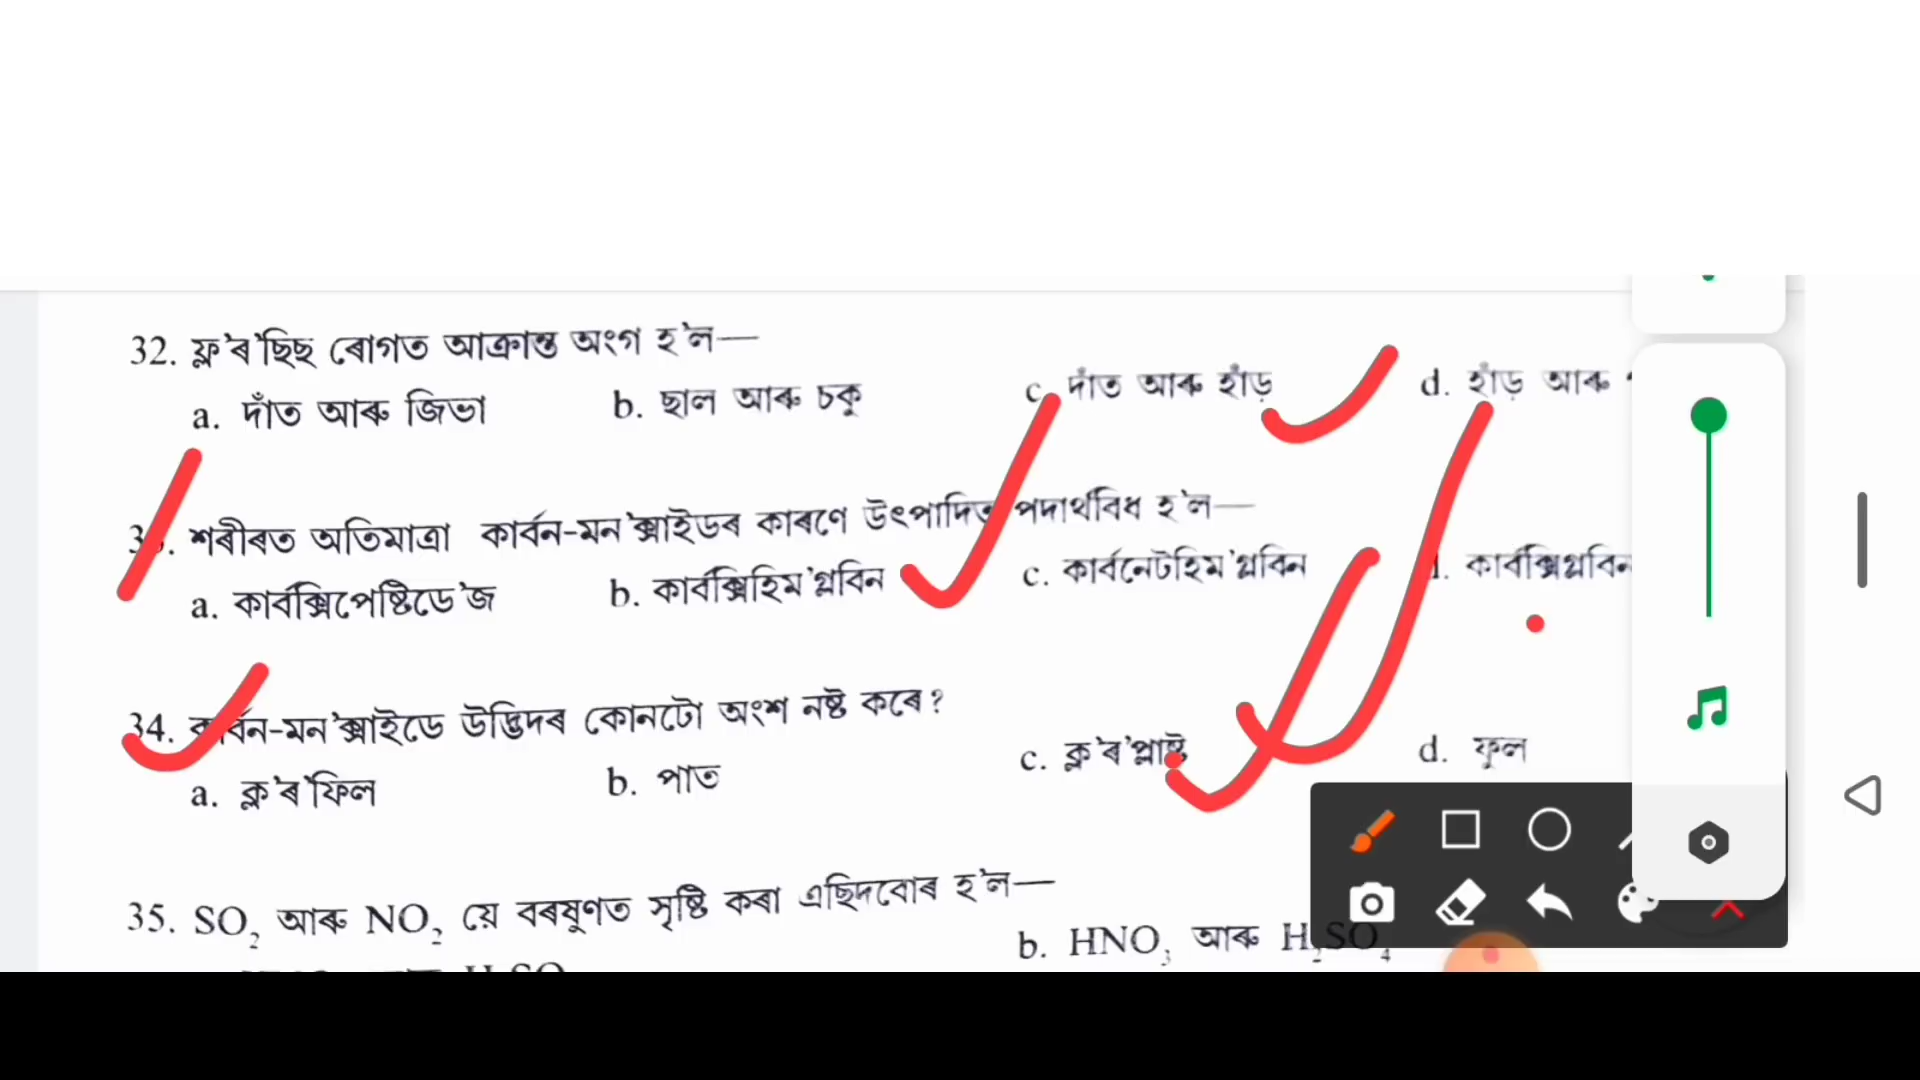 32. ফ্ল'ৰ'ছিছ ৰোগত আক্ৰান্ত অংগ হ'ল—
a. দাঁত আৰু জিভা b. ছাল আৰু চকু c. দাঁত আৰু হাঁড় d. হাঁড় আৰু
শৰীৰত অতিমাত্ৰা কাৰ্বন-মন'ক্সাইডৰ কাৰণে উৎপাদিত পদাৰ্থবিধ হ'ল—
a. কাৰ্বক্সিপেপ্টিডে'জ b. কাৰ্বক্সিহিম'গ্লবিন c. কাৰ্বনেটহিম'গ্লবিন d. কাৰ্বক্সিগ্লবিন
34. কাৰ্বন-মন'ক্সাইডে উদ্ভিদৰ কোনটো অংশ নষ্ট কৰে?
a. ক্ল'ৰ'ফিল b. পাত c. ক্ল'ৰ'প্লাষ্ট d. ফুল
35. SO₂ আৰু NO₂ য়ে বৰষুণত সৃষ্টি কৰা এছিদবোৰ হ'ল—
b. HNO₃ আৰু H₂SO₄